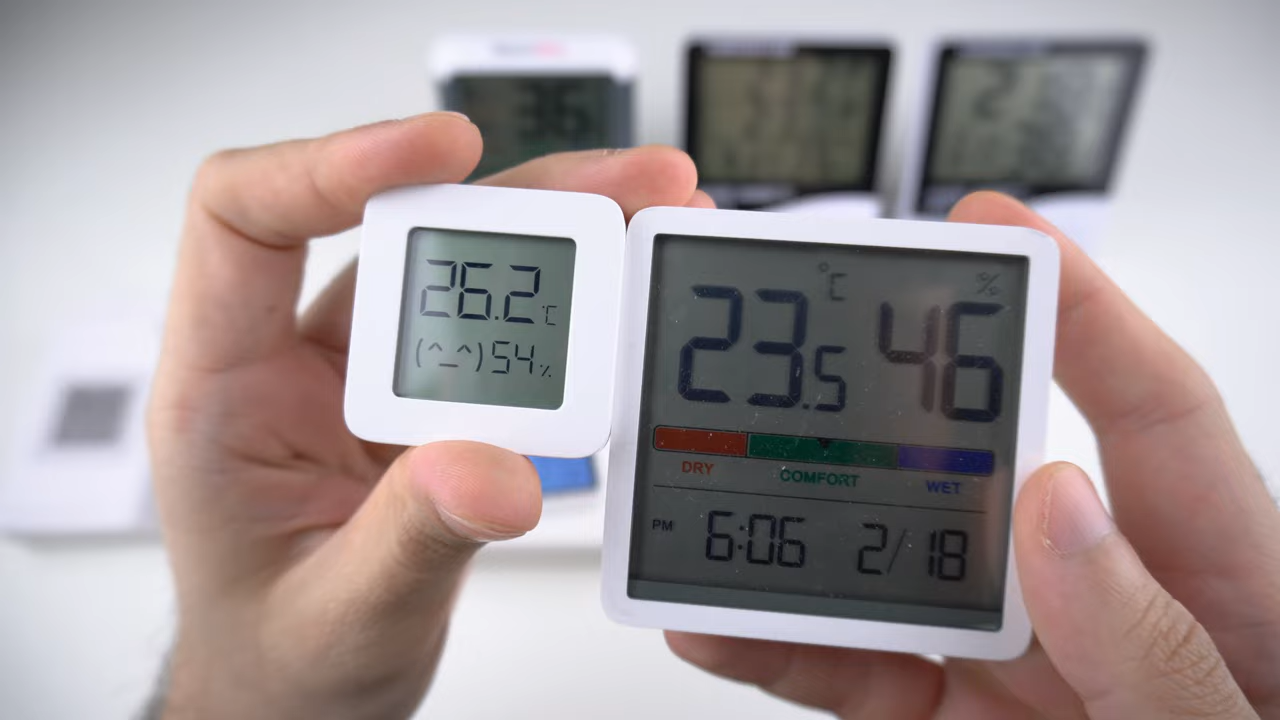 26.2 °C
(^_^) 54 %
°C %
23.5 46
DRY COMFORT WET
PM 6:06 2/18